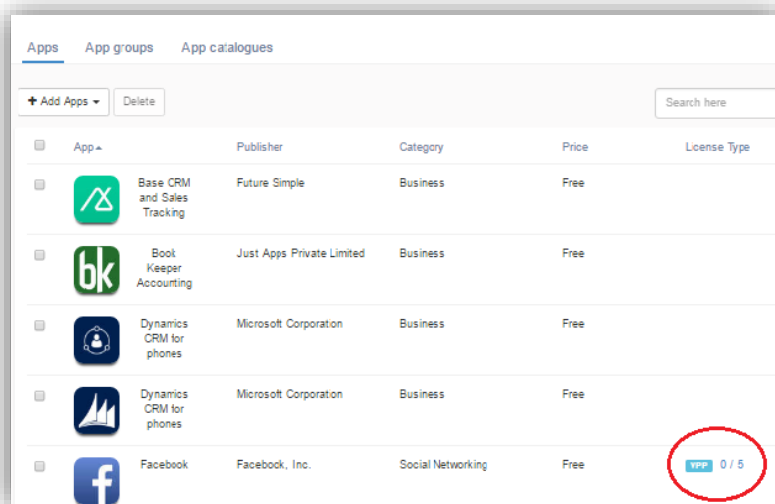 Apps App groups App catalogues
+ Add Apps Delete Search here
App Publisher Category Price License Type
Base CRM and Sales Tracking Future Simple Business Free
bk Book Keeper Accounting Just Apps Private Limited Business Free
Dynamics CRM for phones Microsoft Corporation Business Free
Dynamics CRM for phones Microsoft Corporation Business Free
f Facebook Facebook, Inc. Social Networking Free VPP 0 / 5